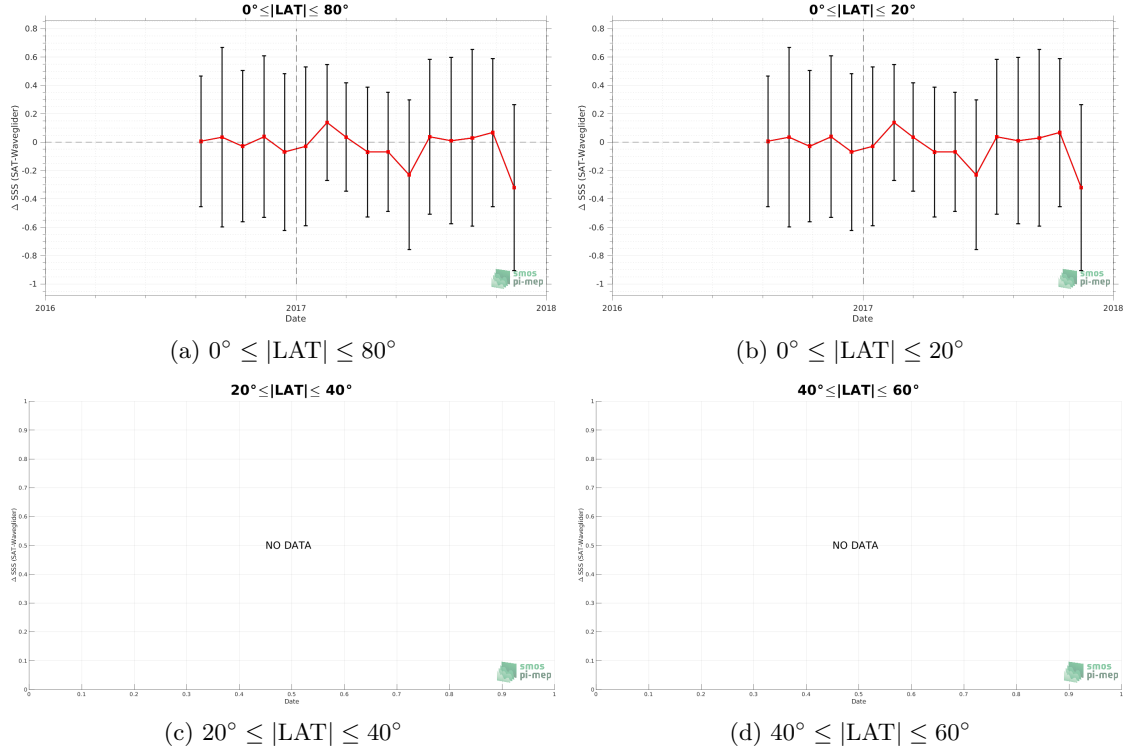 0°≤|LAT|≤ 80°
0.8
0.6
0.4
0.2
0
-0.2
-0.4
-0.6
-0.8
-1
Δ SSS (SAT-Waveglider)
2016
2017
2018
Date
smos
pi-mep
(a) 0° ≤ |LAT| ≤ 80°
0°≤|LAT|≤ 20°
0.8
0.6
0.4
0.2
0
-0.2
-0.4
-0.6
-0.8
-1
Δ SSS (SAT-Waveglider)
2016
2017
2018
Date
smos
pi-mep
(b) 0° ≤ |LAT| ≤ 20°
20°≤|LAT|≤ 40°
1
0.9
0.8
0.7
0.6
0.5
0.4
0.3
0.2
0.1
0
Δ SSS (SAT-Waveglider)
NO DATA
0 0.1 0.2 0.3 0.4 0.5 0.6 0.7 0.8 0.9 1
Date
smos
pi-mep
(c) 20° ≤ |LAT| ≤ 40°
40°≤|LAT|≤ 60°
1
0.9
0.8
0.7
0.6
0.5
0.4
0.3
0.2
0.1
0
Δ SSS (SAT-Waveglider)
NO DATA
0 0.1 0.2 0.3 0.4 0.5 0.6 0.7 0.8 0.9 1
Date
smos
pi-mep
(d) 40° ≤ |LAT| ≤ 60°